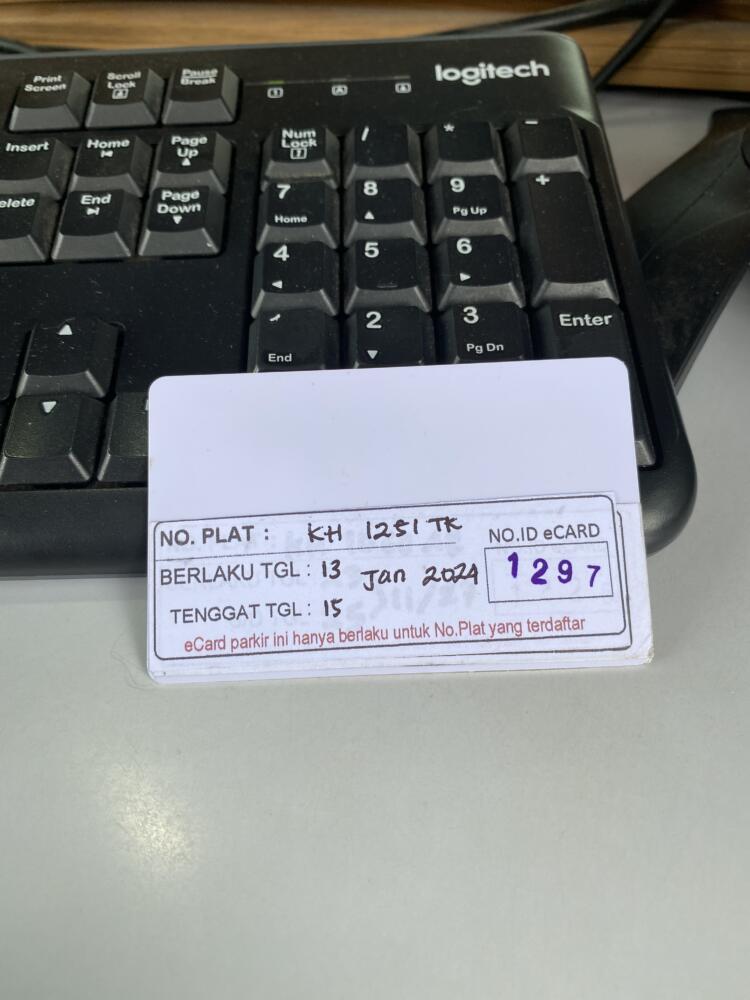 Print Screen
Scroll Lock
Pause Break
logitech
Insert
Home
Page Up
Num Lock
/
*
-
elete
End
Page Down
7 Home
8
9 Pg Up
+
4
5
6
End
2
3 Pg Dn
Enter
NO. PLAT : KH 1251 TK
NO.ID eCARD
BERLAKU TGL : 13 Jan 2024
1297
TENGGAT TGL : 15
eCard parkir ini hanya berlaku untuk No.Plat yang terdaftar